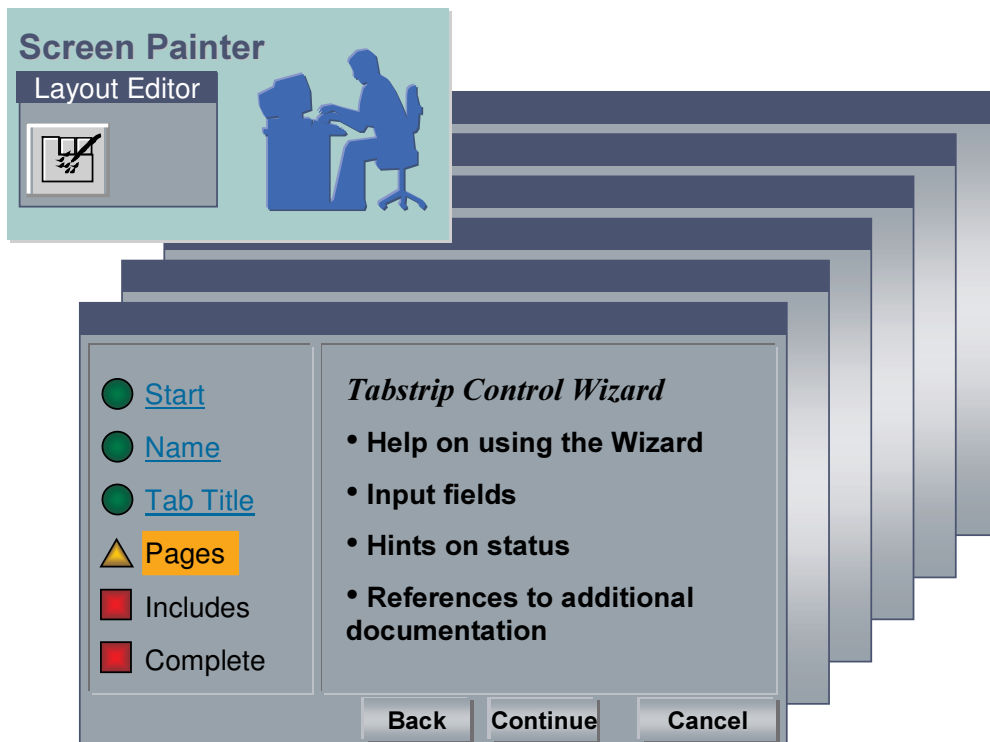 Screen Painter
Layout Editor
Start
Name
Tab Title
Pages
Includes
Complete
Tabstrip Control Wizard
• Help on using the Wizard
• Input fields
• Hints on status
• References to additional
documentation
Back Continue Cancel